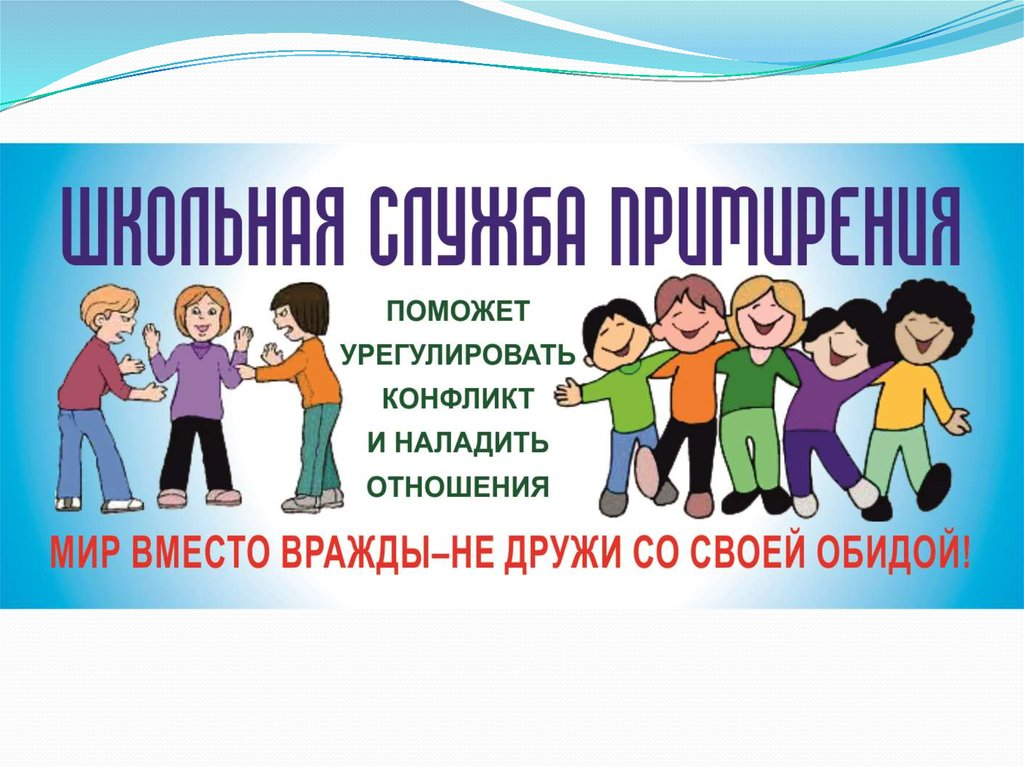 ШКОЛЬНАЯ СЛУЖБА ПРИМИРЕНИЯ
ПОМОЖЕТ
УРЕГУЛИРОВАТЬ
КОНФЛИКТ
И НАЛАДИТЬ
ОТНОШЕНИЯ
МИР ВМЕСТО ВРАЖДЫ–НЕ ДРУЖИ СО СВОЕЙ ОБИДОЙ!